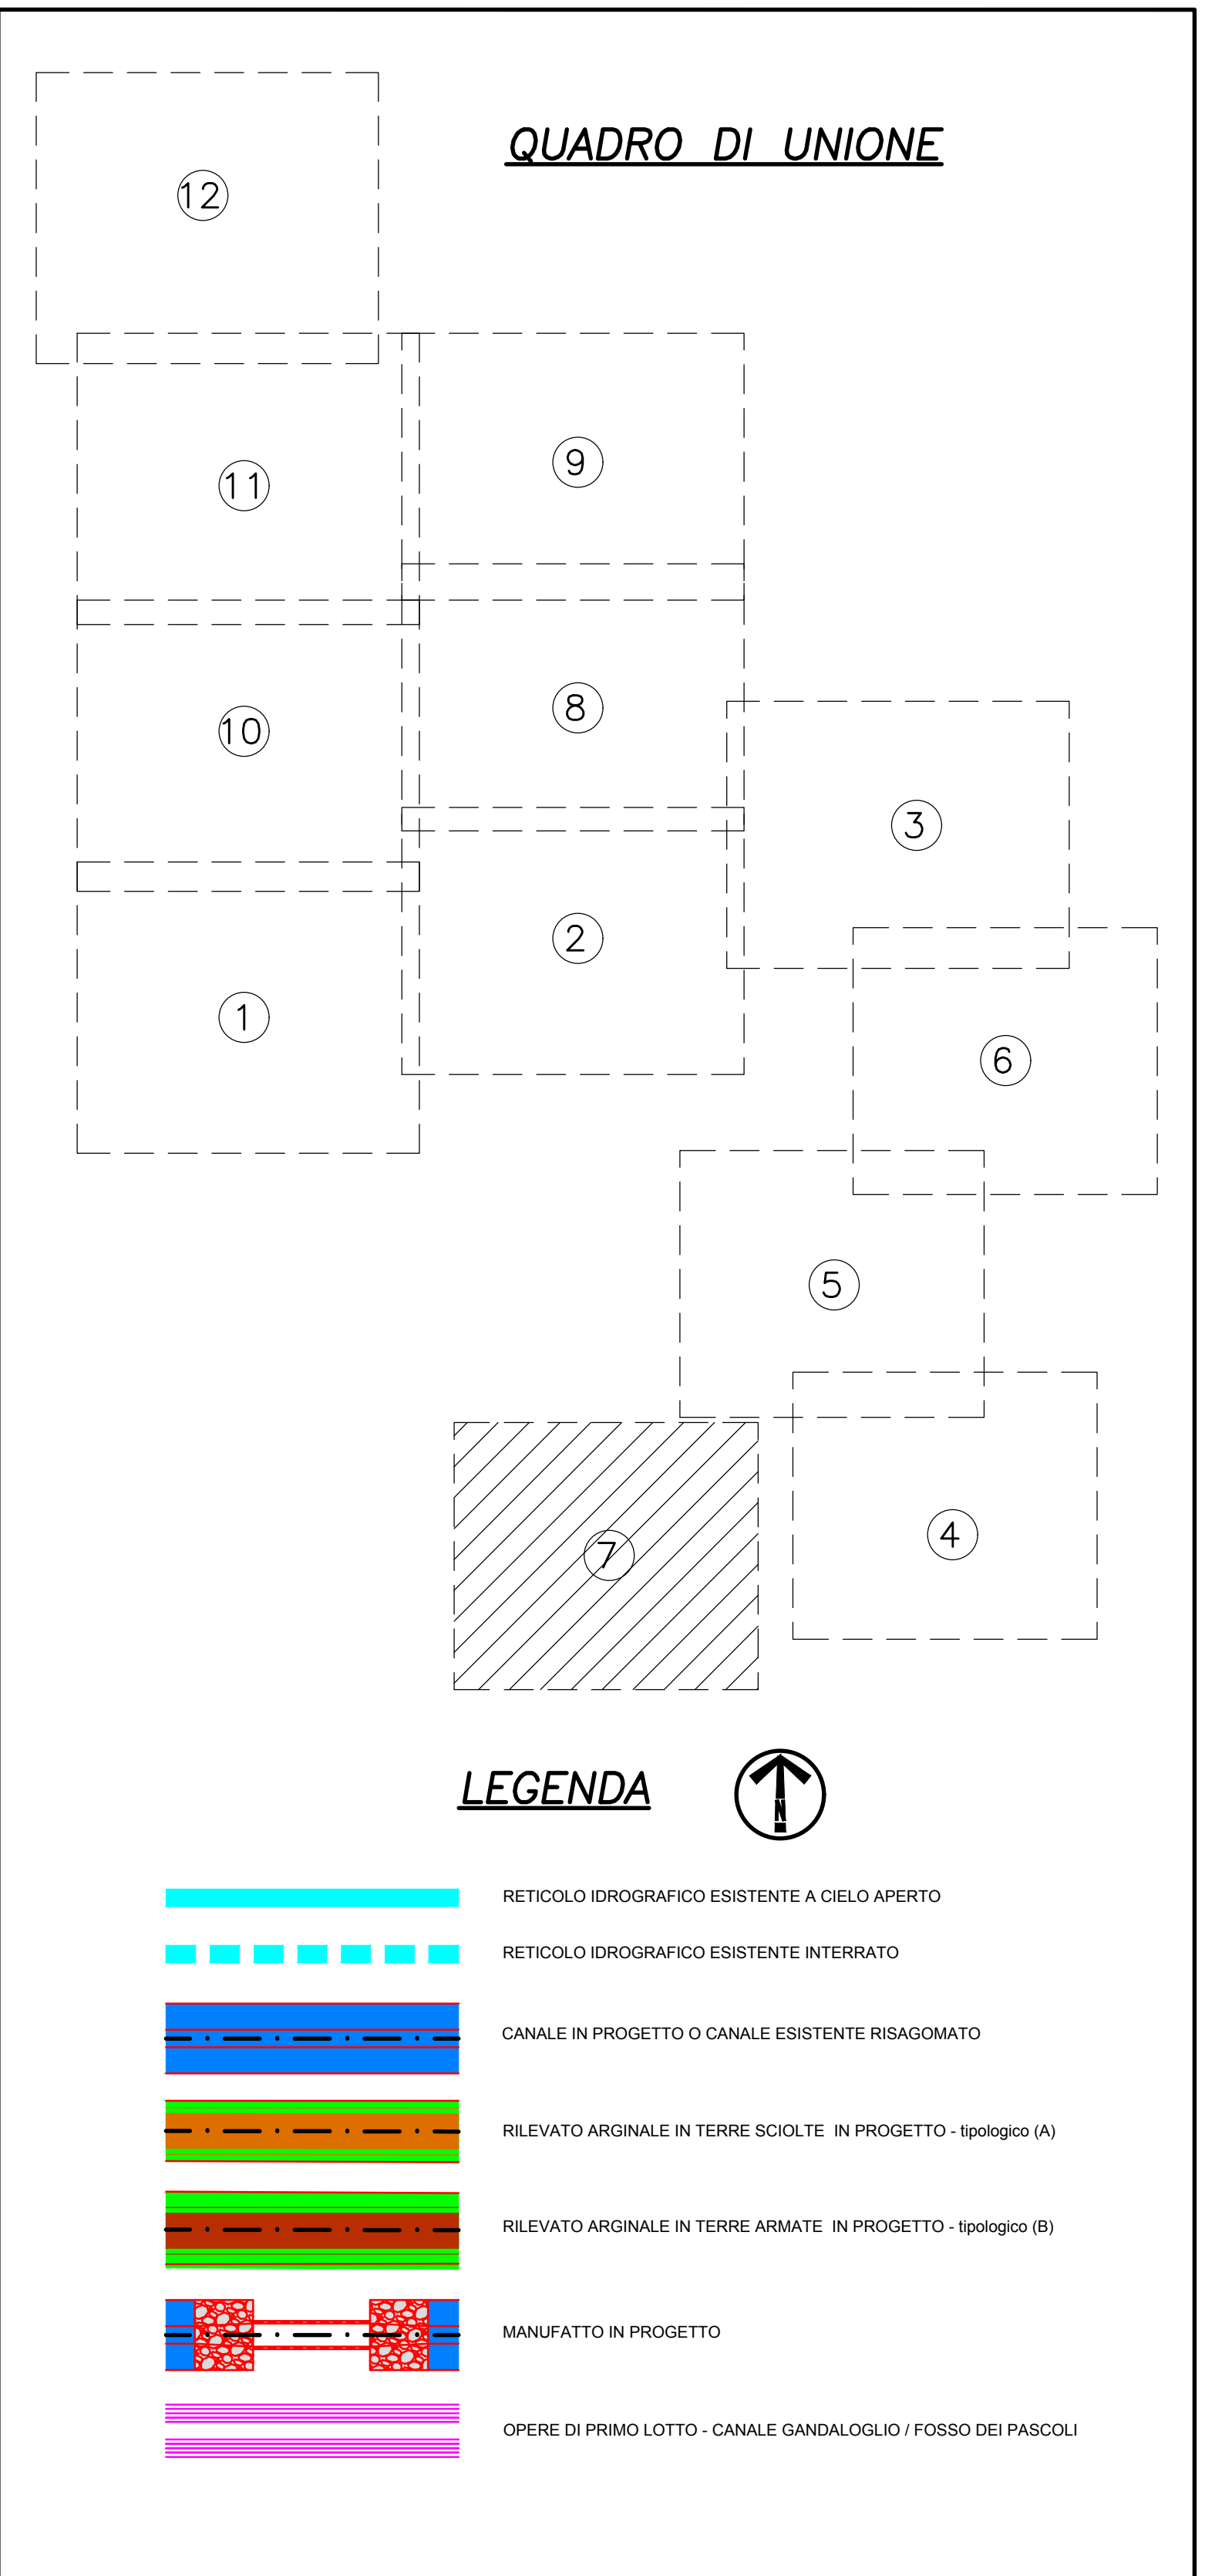 QUADRO DI UNIONE
12
9
11
8
10
3
2
1
6
5
4
7
LEGENDA
N
RETICOLO IDROGRAFICO ESISTENTE A CIELO APERTO
RETICOLO IDROGRAFICO ESISTENTE INTERRATO
CANALE IN PROGETTO O CANALE ESISTENTE RISAGOMATO
RILEVATO ARGINALE IN TERRE SCIOLTE IN PROGETTO - tipologico (A)
RILEVATO ARGINALE IN TERRE ARMATE IN PROGETTO - tipologico (B)
MANUFATTO IN PROGETTO
OPERE DI PRIMO LOTTO - CANALE GANDALOGLIO / FOSSO DEI PASCOLI